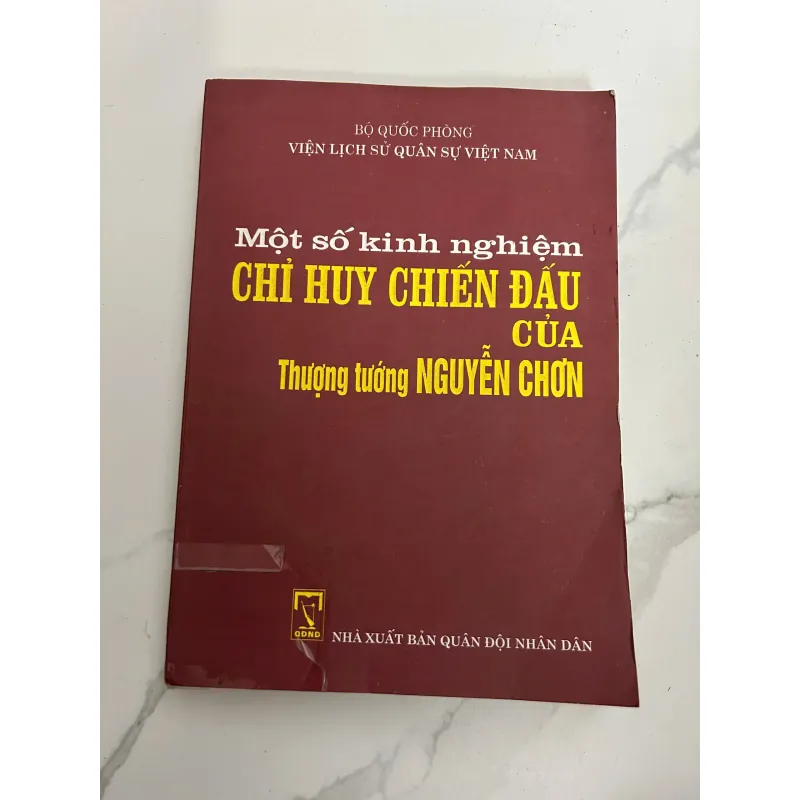 BỘ QUỐC PHÒNG
VIỆN LỊCH SỬ QUÂN SỰ VIỆT NAM
Một số kinh nghiệm
CHỈ HUY CHIẾN ĐẤU
CỦA
Thượng tướng NGUYỄN CHƠN
QĐND
NHÀ XUẤT BẢN QUÂN ĐỘI NHÂN DÂN